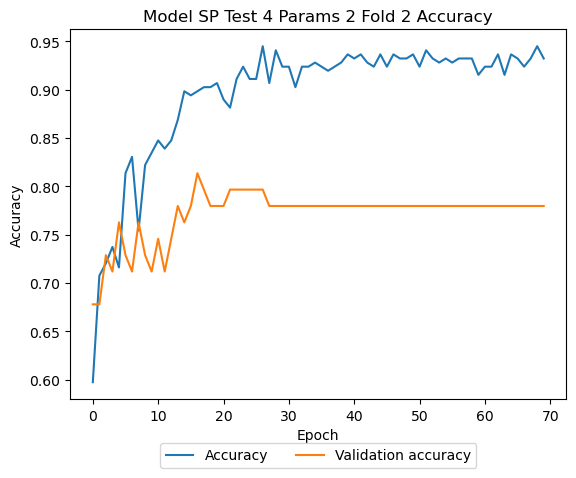 Model SP Test 4 Params 2 Fold 2 Accuracy
0.95
0.90
0.85
0.80
0.75
0.70
0.65
0.60
Accuracy
0 10 20 30 40 50 60 70
Epoch
Accuracy Validation accuracy